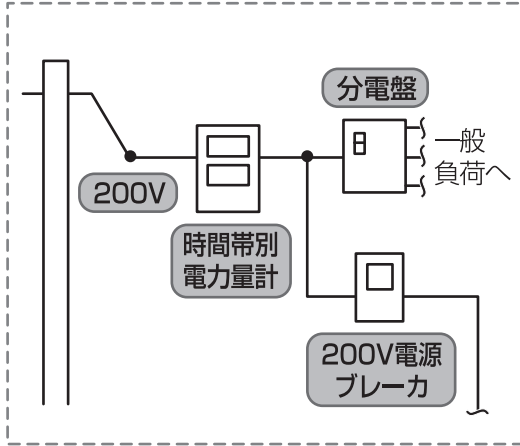 分電盤
一般
負荷へ
200V
時間帯別
電力量計
200V電源
ブレーカ